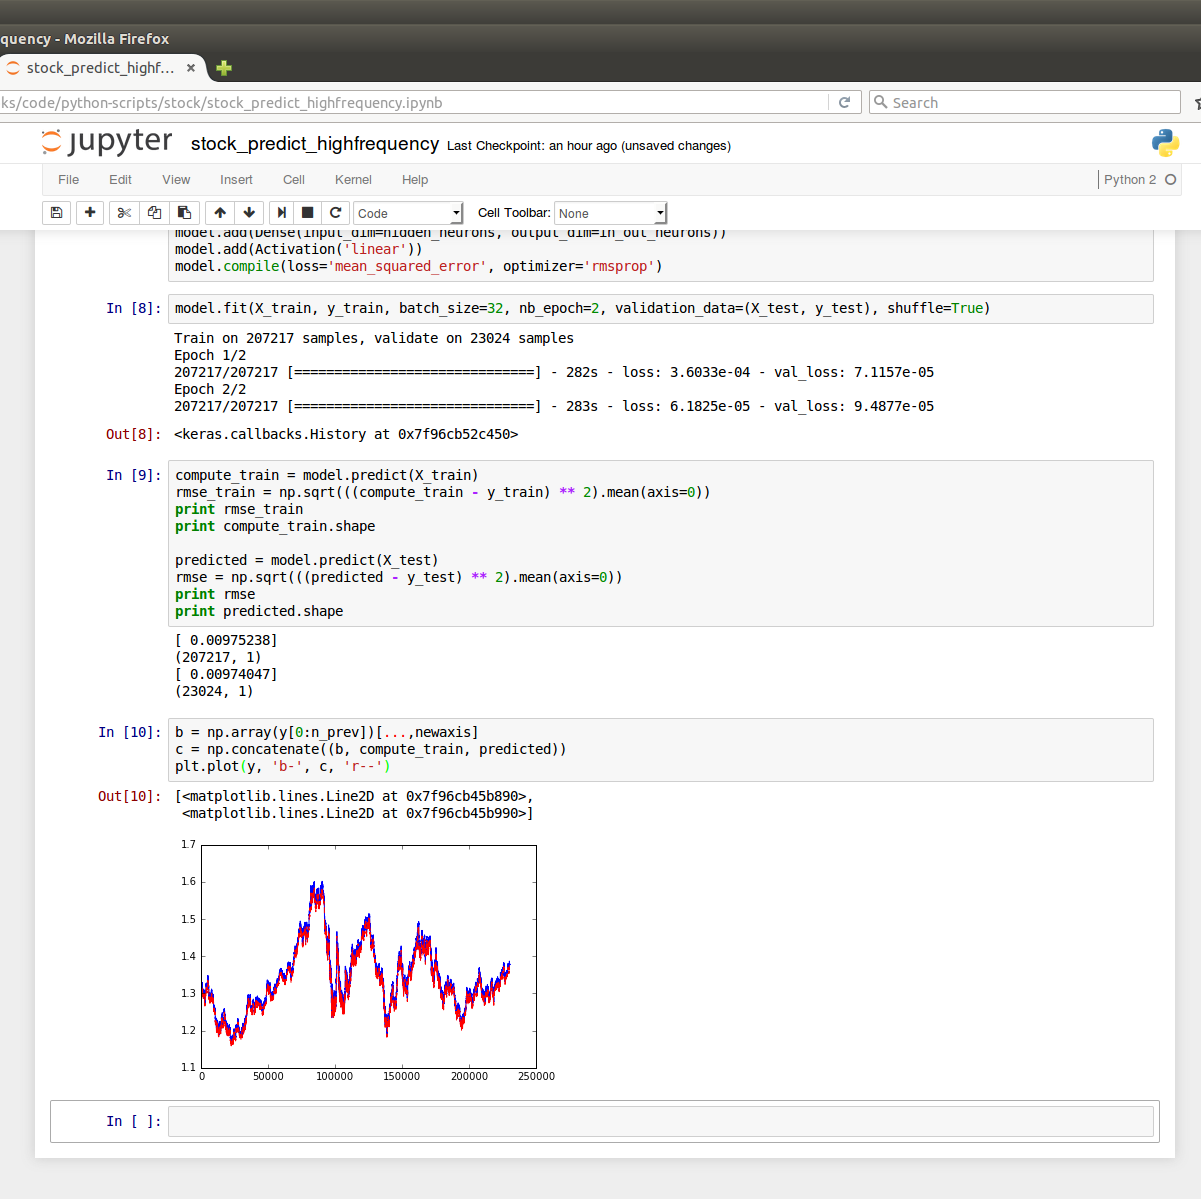 quency - Mozilla Firefox
stock_predict_highf... ×
ks/code/python-scripts/stock/stock_predict_highfrequency.ipynb
Search
jupyter stock_predict_highfrequency Last Checkpoint: an hour ago (unsaved changes)
File Edit View Insert Cell Kernel Help Python 2
Code Cell Toolbar: None
model.add(Dense(input_dim=hidden_neurons, output_dim=in_out_neurons))
model.add(Activation('linear'))
model.compile(loss='mean_squared_error', optimizer='rmsprop')
In [8]: model.fit(X_train, y_train, batch_size=32, nb_epoch=2, validation_data=(X_test, y_test), shuffle=True)
Train on 207217 samples, validate on 23024 samples
Epoch 1/2
207217/207217 [==============================] - 282s - loss: 3.6033e-04 - val_loss: 7.1157e-05
Epoch 2/2
207217/207217 [==============================] - 283s - loss: 6.1825e-05 - val_loss: 9.4877e-05
Out[8]: <keras.callbacks.History at 0x7f96cb52c450>
In [9]: compute_train = model.predict(X_train)
rmse_train = np.sqrt(((compute_train - y_train) ** 2).mean(axis=0))
print rmse_train
print compute_train.shape
predicted = model.predict(X_test)
rmse = np.sqrt(((predicted - y_test) ** 2).mean(axis=0))
print rmse
print predicted.shape
[ 0.00975238]
(207217, 1)
[ 0.00974047]
(23024, 1)
In [10]: b = np.array(y[0:n_prev])[...,newaxis]
c = np.concatenate((b, compute_train, predicted))
plt.plot(y, 'b-', c, 'r--')
Out[10]: [<matplotlib.lines.Line2D at 0x7f96cb45b890>,
<matplotlib.lines.Line2D at 0x7f96cb45b990>]
1.7
1.6
1.5
1.4
1.3
1.2
1.1
0 50000 100000 150000 200000 250000
In [ ]: